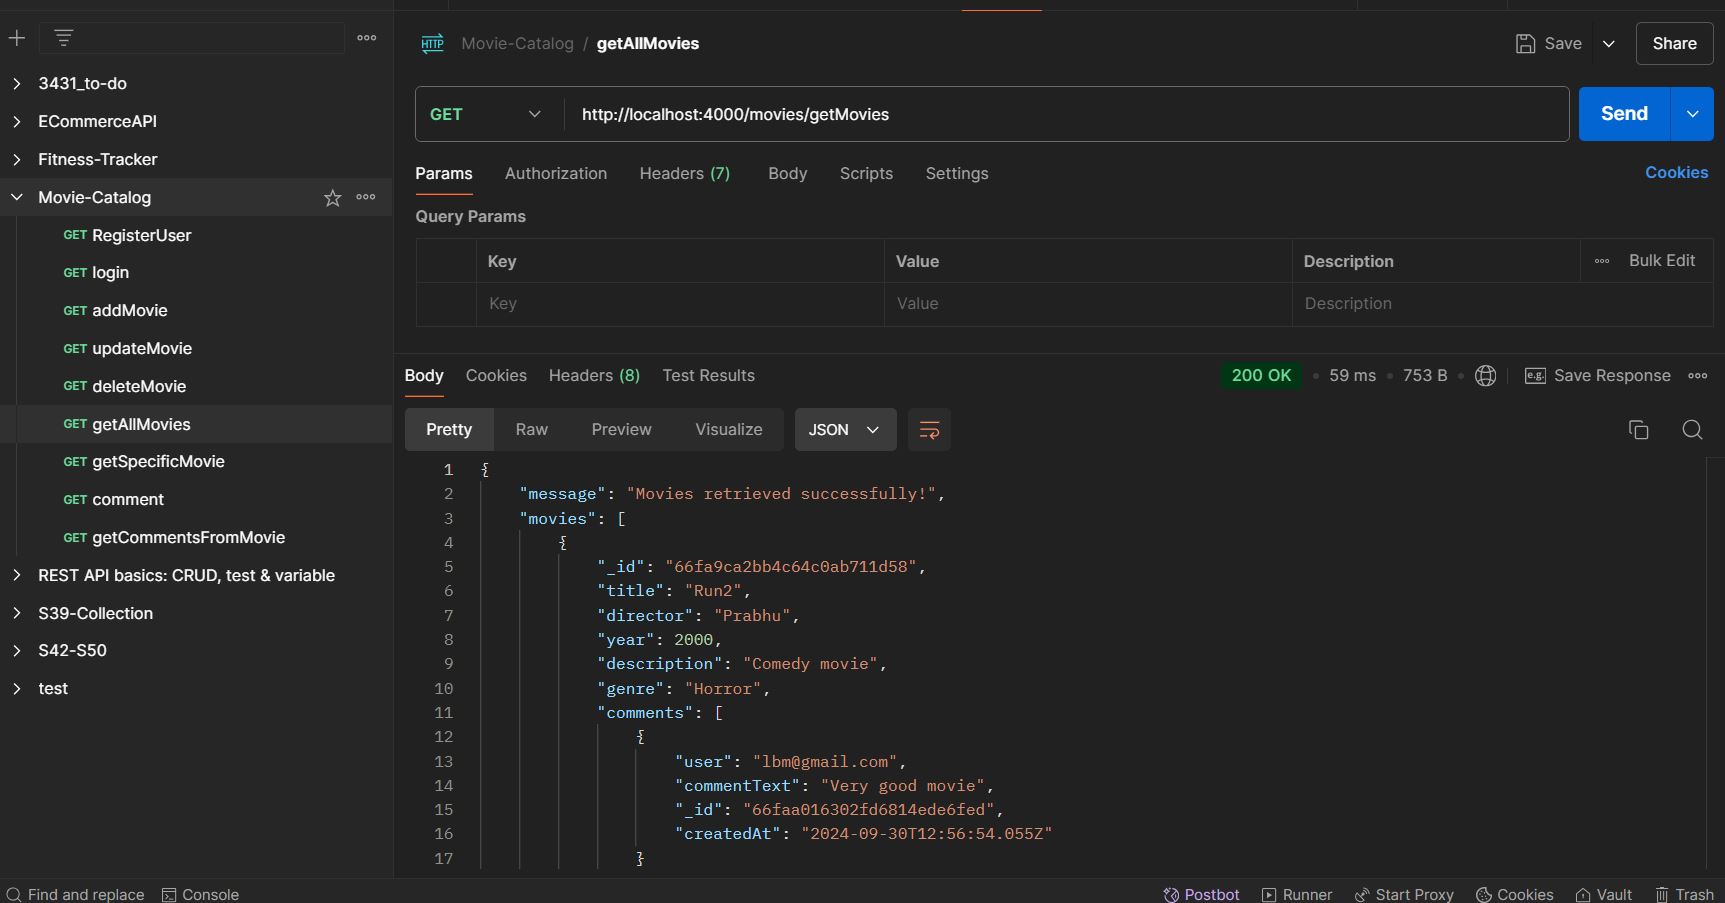 HTTP Movie-Catalog / getAllMovies
Save
Share
3431_to-do
ECommerceAPI
Fitness-Tracker
Movie-Catalog
GET RegisterUser
GET login
GET addMovie
GET updateMovie
GET deleteMovie
GET getAllMovies
GET getSpecificMovie
GET comment
GET getCommentsFromMovie
REST API basics: CRUD, test & variable
S39-Collection
S42-S50
test
GET http://localhost:4000/movies/getMovies
Send
Params Authorization Headers (7) Body Scripts Settings Cookies
Query Params
Key Value Description Bulk Edit
Key Value Description
Body Cookies Headers (8) Test Results 200 OK 59 ms 753 B e.g. Save Response
Pretty Raw Preview Visualize JSON
1 {
2 "message": "Movies retrieved successfully!",
3 "movies": [
4 {
5 "_id": "66fa9ca2bb4c64c0ab711d58",
6 "title": "Run2",
7 "director": "Prabhu",
8 "year": 2000,
9 "description": "Comedy movie",
10 "genre": "Horror",
11 "comments": [
12 {
13 "user": "lbm@gmail.com",
14 "commentText": "Very good movie",
15 "_id": "66faa016302fd6814ede6fed",
16 "createdAt": "2024-09-30T12:56:54.055Z"
17 }
Find and replace Console Postbot Runner Start Proxy Cookies Vault Trash